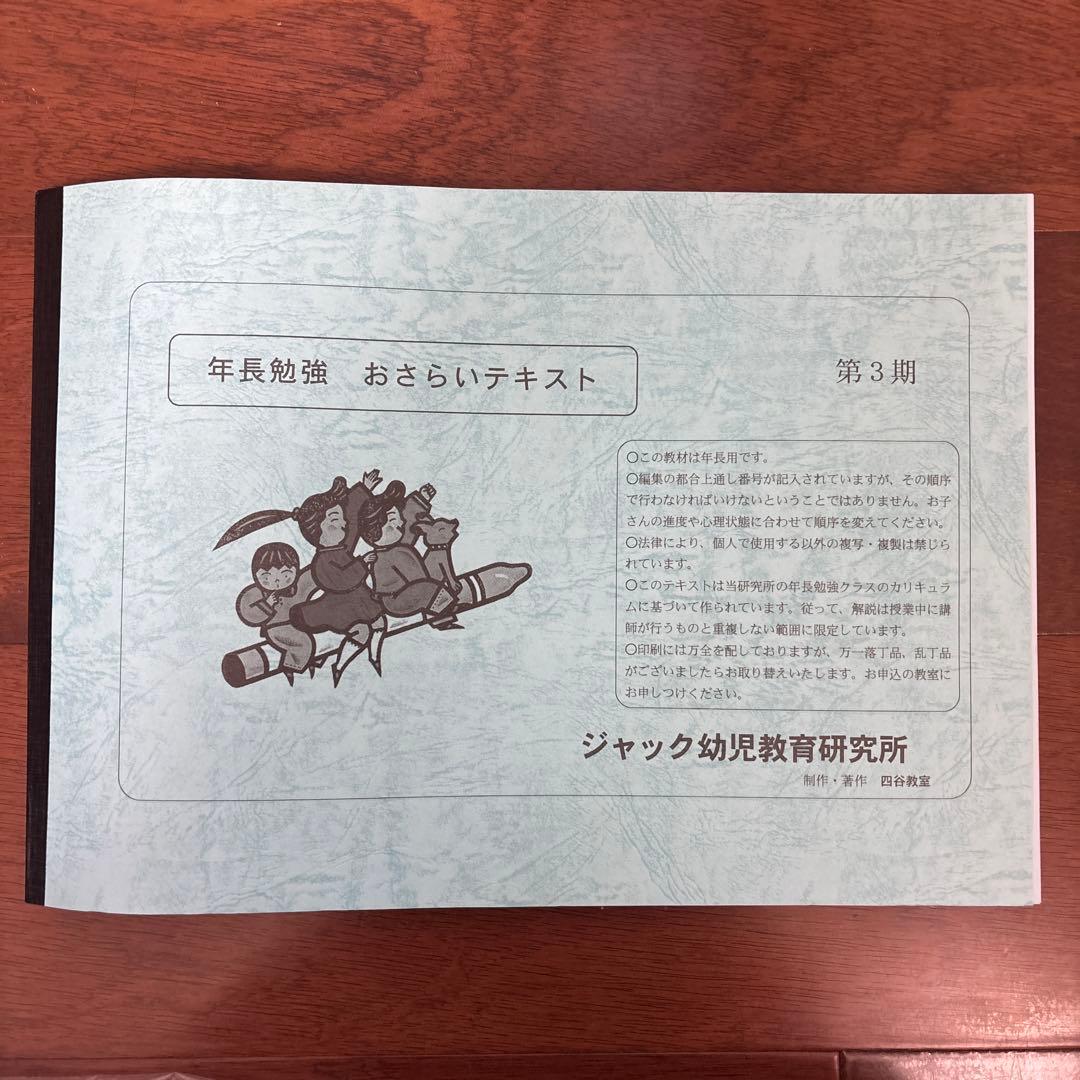 年長勉強　おさらいテキスト
第３期
○この教材は年長用です。
○編集の都合上通し番号が記入されていますが、その順序
で行わなければいけないということではありません。お子
さんの進度や心理状態に合わせて順序を変えてください。
○法律により、個人で使用する以外の複写・複製は禁じら
れています。
○このテキストは当研究所の年長勉強クラスのカリキュラ
ムに基づいて作られています。従って、解説は授業中に講
師が行うものと重複しない範囲に限定しています。
○印刷には万全を配しておりますが、万一落丁品、乱丁品
がございましたらお取り替えいたします。お申込の教室に
お申しつけください。
ジャック幼児教育研究所
制作・著作　四谷教室